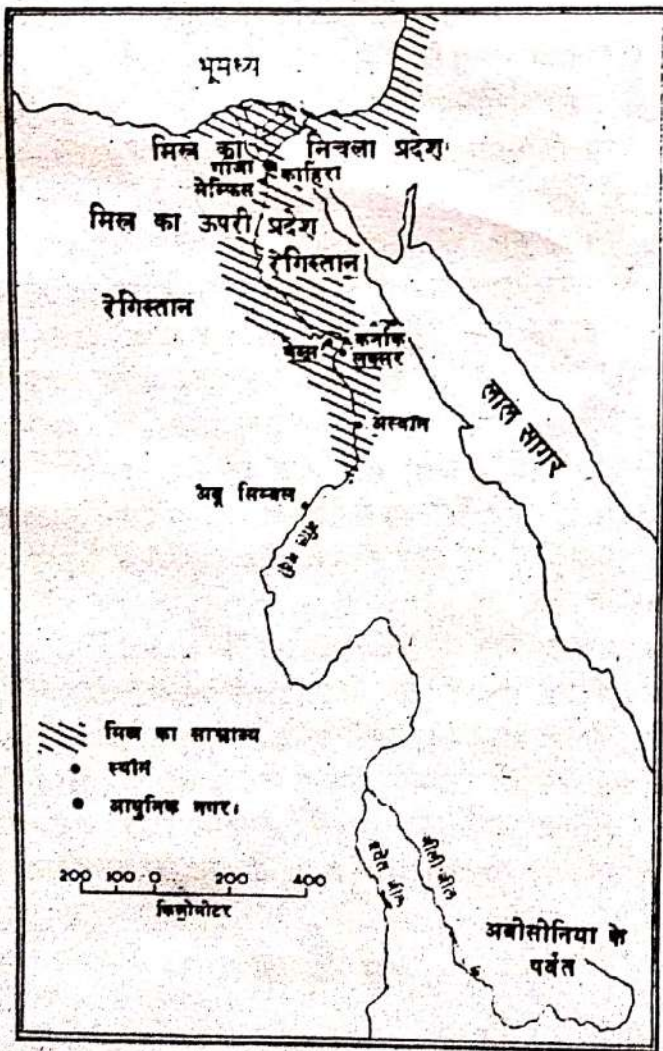 भूमध्य
मिस्र का निचला प्रदेश
गीजा
काहिरा
मेम्फिस
मिस्र का ऊपरी प्रदेश
रेगिस्तान
रेगिस्तान
कर्नाक
थेब्स
लक्सर
लाल सागर
अस्वान
अबू सिम्बल
नील नदी
मिस्र का साम्राज्य
स्थान
आधुनिक नगर।
200 100 0 200 400
किलोमीटर
श्वेत नील
नीली नील
अबीसीनिया के
पर्वत